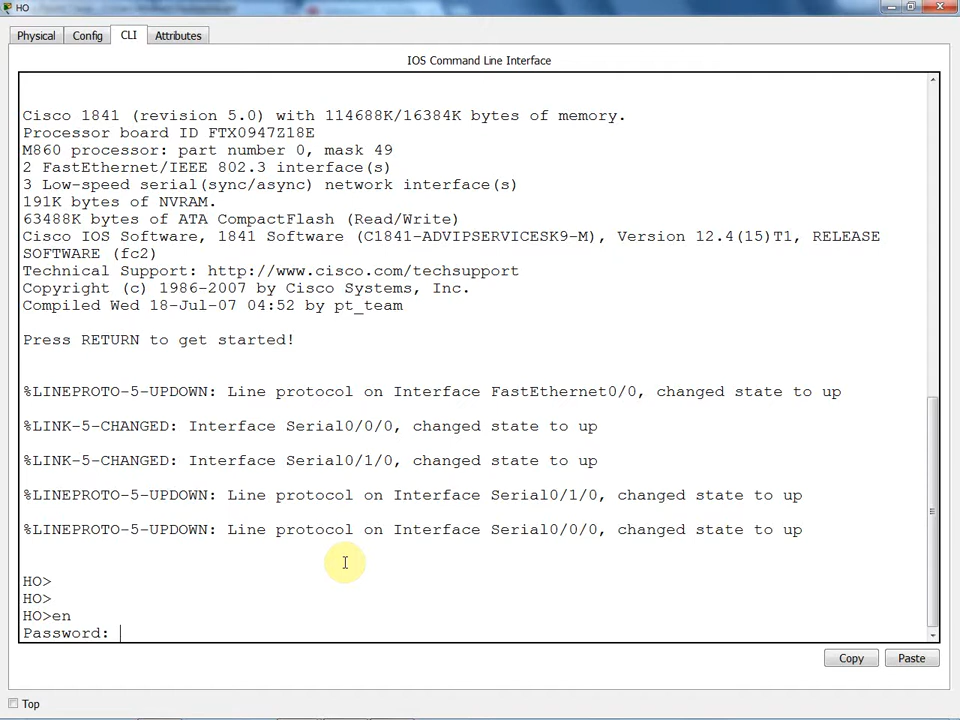 HO
Physical
Config
CLI
Attributes
IOS Command Line Interface
Cisco 1841 (revision 5.0) with 114688K/16384K bytes of memory.
Processor board ID FTX0947Z18E
M860 processor: part number 0, mask 49
2 FastEthernet/IEEE 802.3 interface(s)
3 Low-speed serial(sync/async) network interface(s)
191K bytes of NVRAM.
63488K bytes of ATA CompactFlash (Read/Write)
Cisco IOS Software, 1841 Software (C1841-ADVIPSERVICESK9-M), Version 12.4(15)T1, RELEASE
SOFTWARE (fc2)
Technical Support: http://www.cisco.com/techsupport
Copyright (c) 1986-2007 by Cisco Systems, Inc.
Compiled Wed 18-Jul-07 04:52 by pt_team
Press RETURN to get started!
%LINEPROTO-5-UPDOWN: Line protocol on Interface FastEthernet0/0, changed state to up
%LINK-5-CHANGED: Interface Serial0/0/0, changed state to up
%LINK-5-CHANGED: Interface Serial0/1/0, changed state to up
%LINEPROTO-5-UPDOWN: Line protocol on Interface Serial0/1/0, changed state to up
%LINEPROTO-5-UPDOWN: Line protocol on Interface Serial0/0/0, changed state to up
HO>
HO>
HO>en
Password:
Copy
Paste
Top